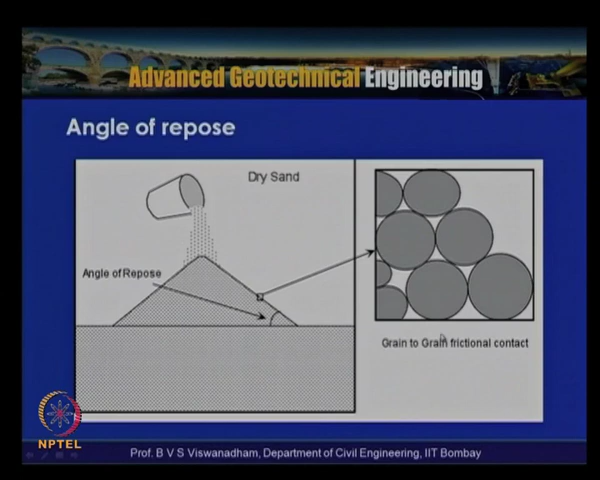 Advanced Geotechnical Engineering
Angle of repose
Dry Sand
Angle of Repose
Grain to Grain frictional contact
NPTEL
Prof. B V S Viswanadham, Department of Civil Engineering, IIT Bombay